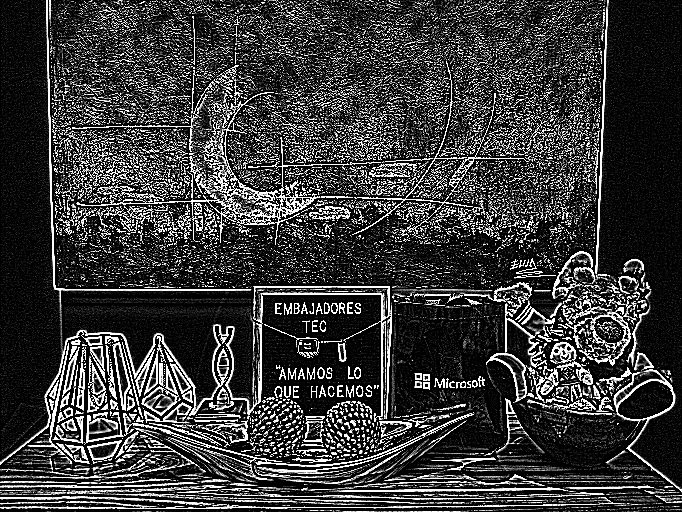 EMBAJADORES
TEC
"AMAMOS LO
QUE HACEMOS"
Microsoft